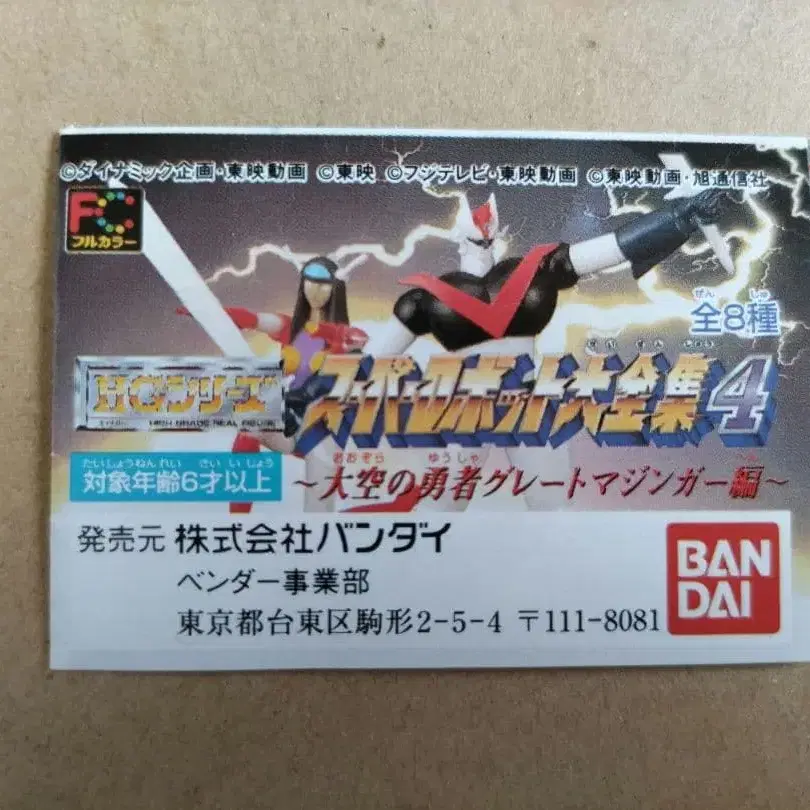 ©ダイナミック企画・東映動画 ©東映 ©フジテレビ・東映動画 ©東映動画・旭通信社
FC
フルカラー
ぜん しゅ
全8種
HGシリーズ
HIGH GRADE REAL FIGURE
スーパーロボット大全集4
たいしょうねんれい さいいじょう
対象年齢6才以上
おおぞら ゆうしゃ へん
~大空の勇者グレートマジンガー編~
発売元 株式会社バンダイ
ベンダー事業部
東京都台東区駒形2-5-4 〒111-8081
BAN
DAI